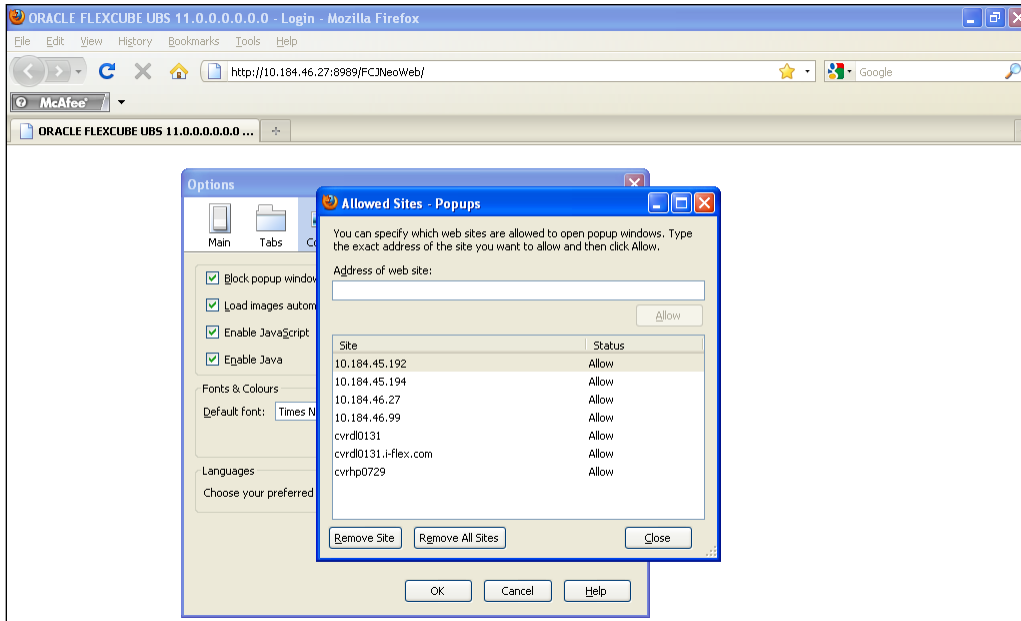 ORACLE FLEXCUBE UBS 11.0.0.0.0.0.0 - Login - Mozilla Firefox
File Edit View History Bookmarks Tools Help
http://10.184.46.27:8989/FCJNeoWeb/
Google
McAfee
ORACLE FLEXCUBE UBS 11.0.0.0.0.0.0 ...
Options
Main Tabs
Block popup window
Load images autom
Enable JavaScript
Enable Java
Fonts & Colours
Default font: Times N
Languages
Choose your preferred
Allowed Sites - Popups
You can specify which web sites are allowed to open popup windows. Type
the exact address of the site you want to allow and then click Allow.
Address of web site:
Allow
Site Status
10.184.45.192 Allow
10.184.45.194 Allow
10.184.46.27 Allow
10.184.46.99 Allow
cvrdl0131 Allow
cvrdl0131.i-flex.com Allow
cvrhp0729 Allow
Remove Site Remove All Sites Close
OK Cancel Help